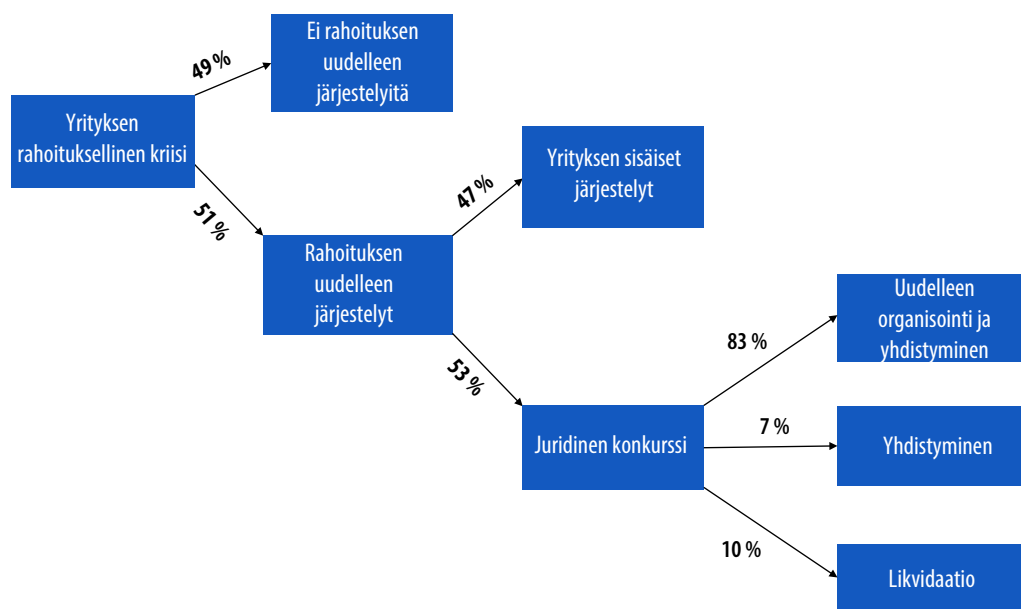 Ei rahoituksen
uudelleen
järjestelyitä
49 %
Yrityksen
rahoituksellinen kriisi
Yrityksen sisäiset
järjestelyt
47 %
51 %
Rahoituksen
uudelleen
järjestelyt
Uudelleen
organisointi ja
yhdistyminen
83 %
53 %
Juridinen konkurssi
7 %
Yhdistyminen
10 %
Likvidaatio